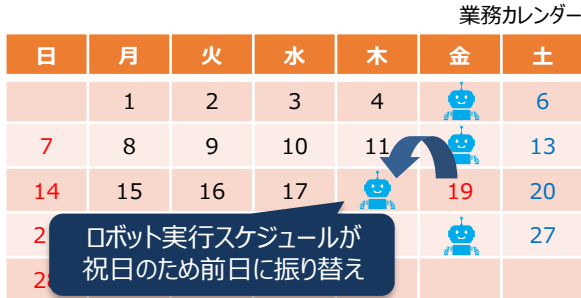 業務カレンダー
日 月 火 水 木 金 土
1 2 3 4 6
7 8 9 10 11 13
14 15 16 17 19 20
2 27
2
ロボット実行スケジュールが
祝日のため前日に振り替え